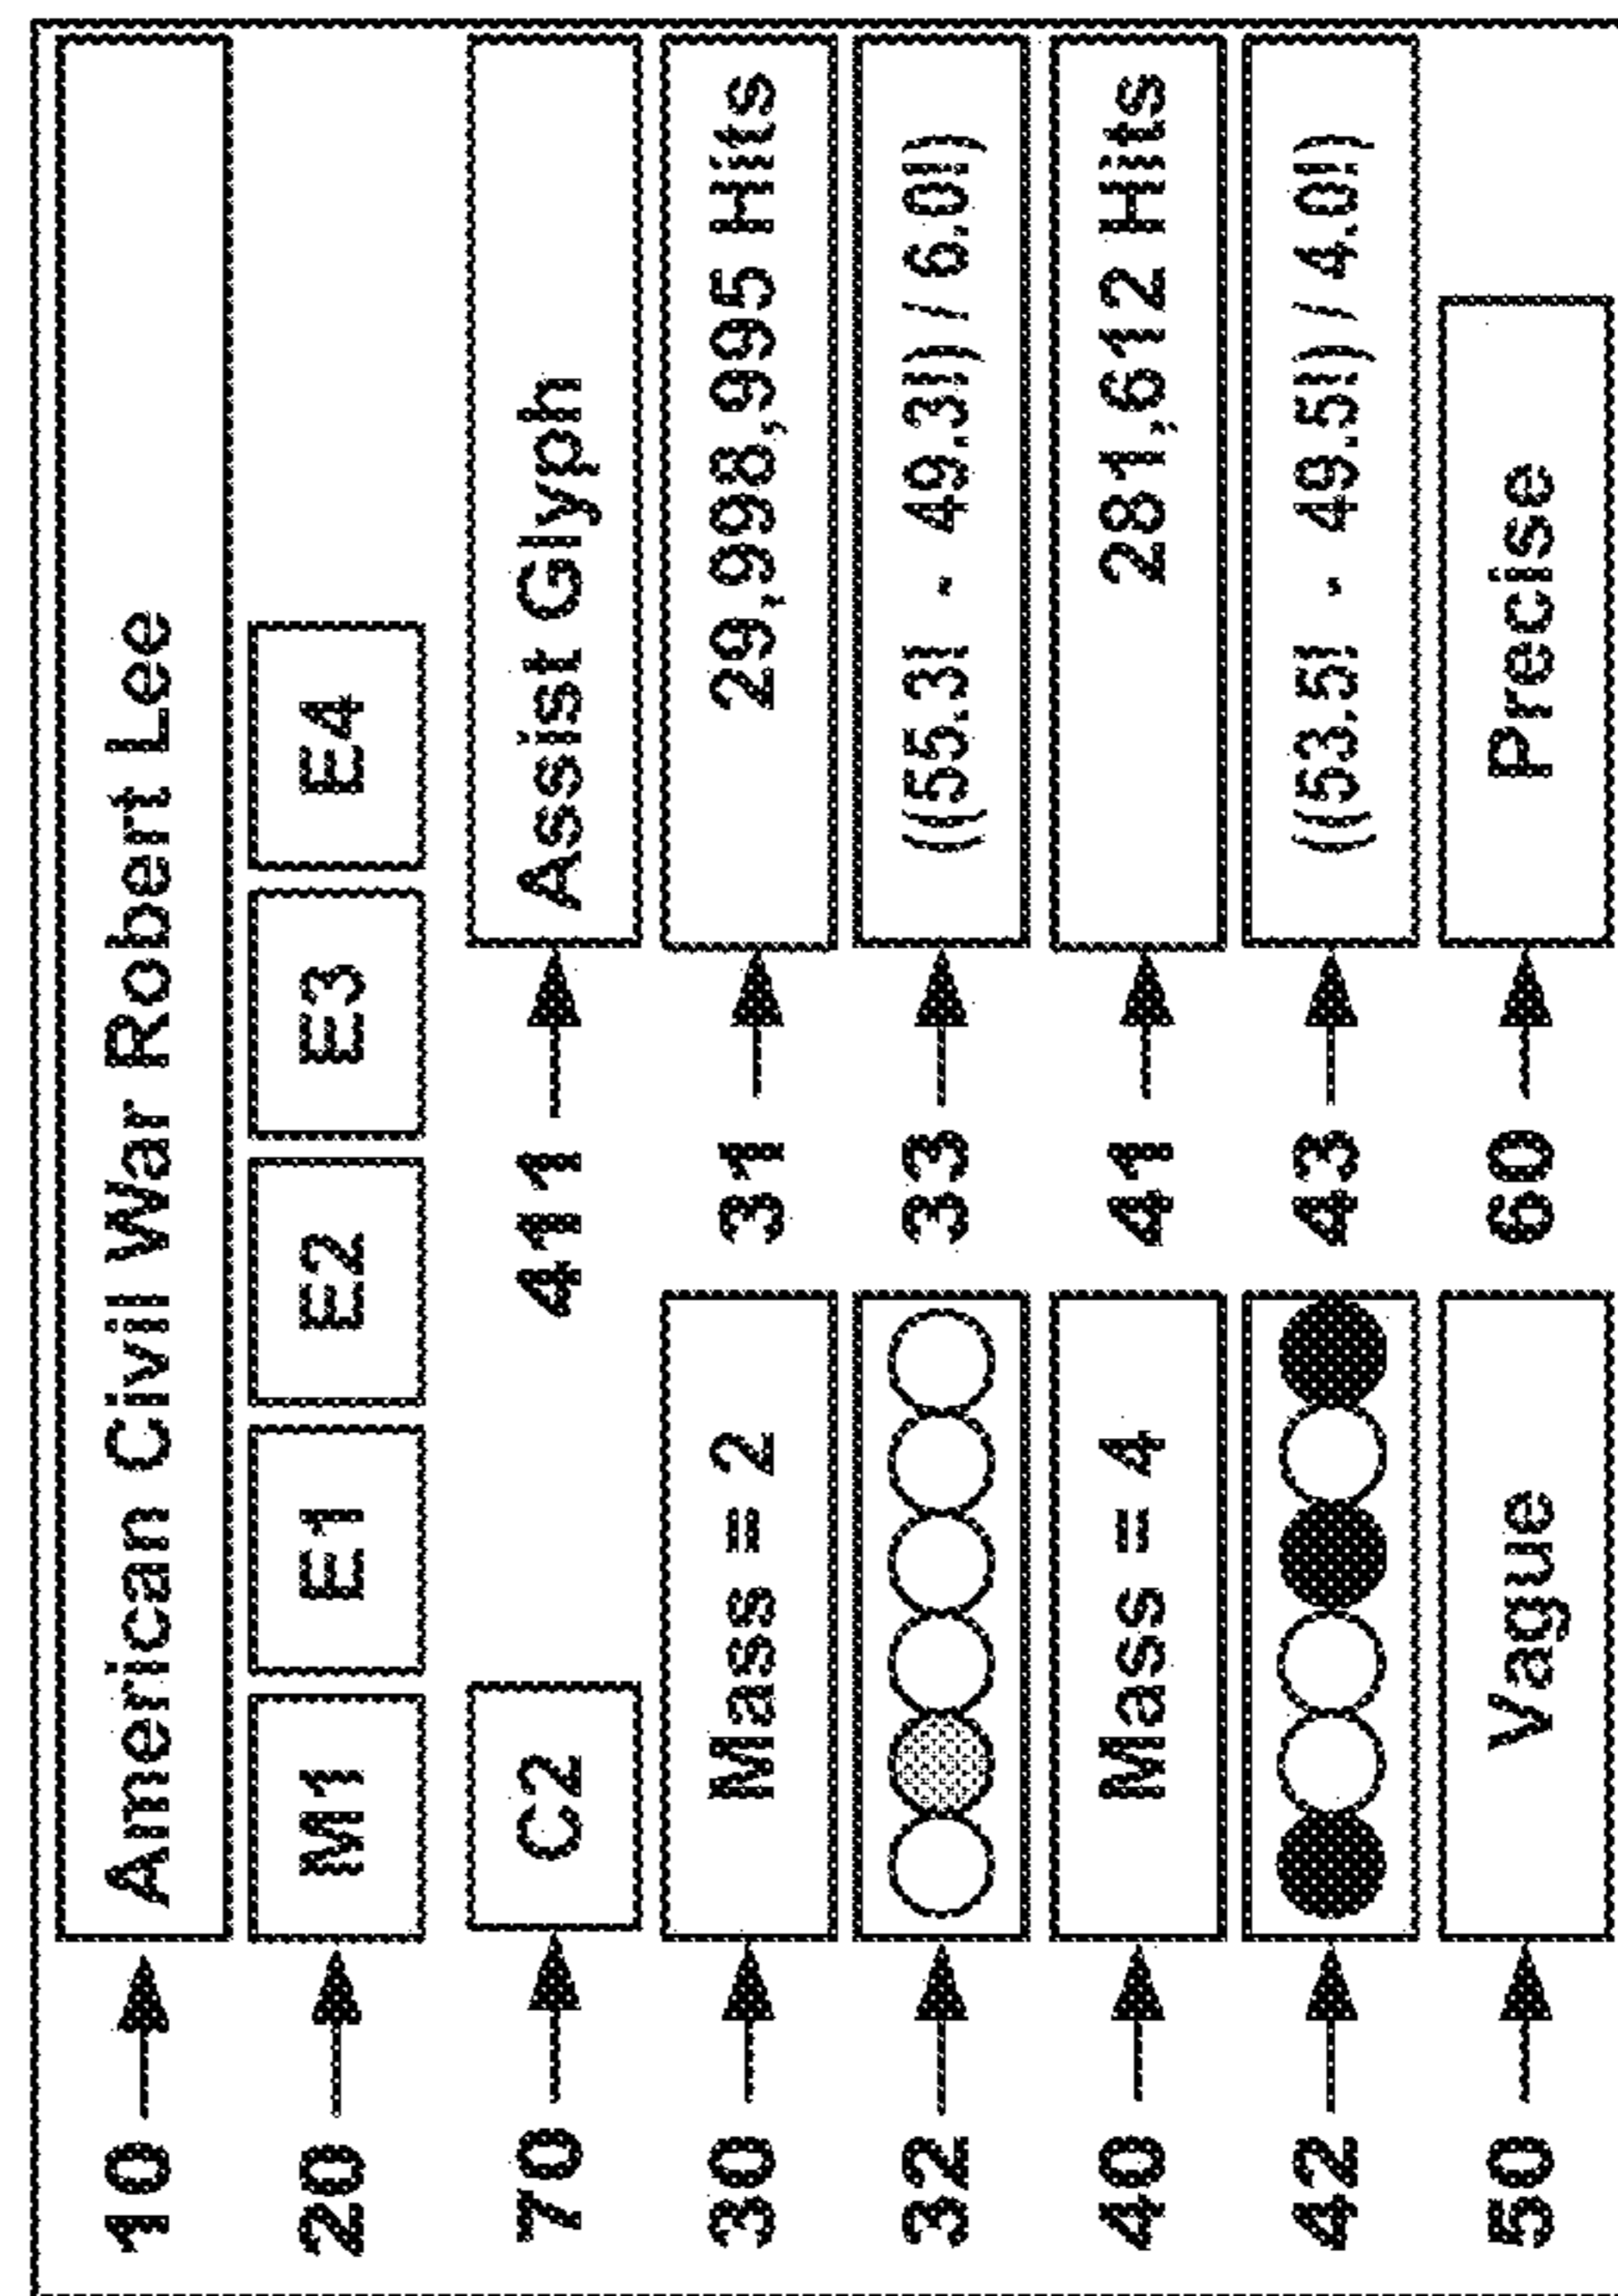 10 American Civil War Robert Lee
20 M1 E1 E2 E3 E4
70 C2 411 Assist Glyph
30 Mass = 2 31 29,998,995 Hits
32 33 ((55.3!) - 49.3!) / 6.0!)
40 Mass = 4 41 281,612 Hits
42 43 ((53.5! - 49.5!) / 4.0!)
50 Vague 60 Precise